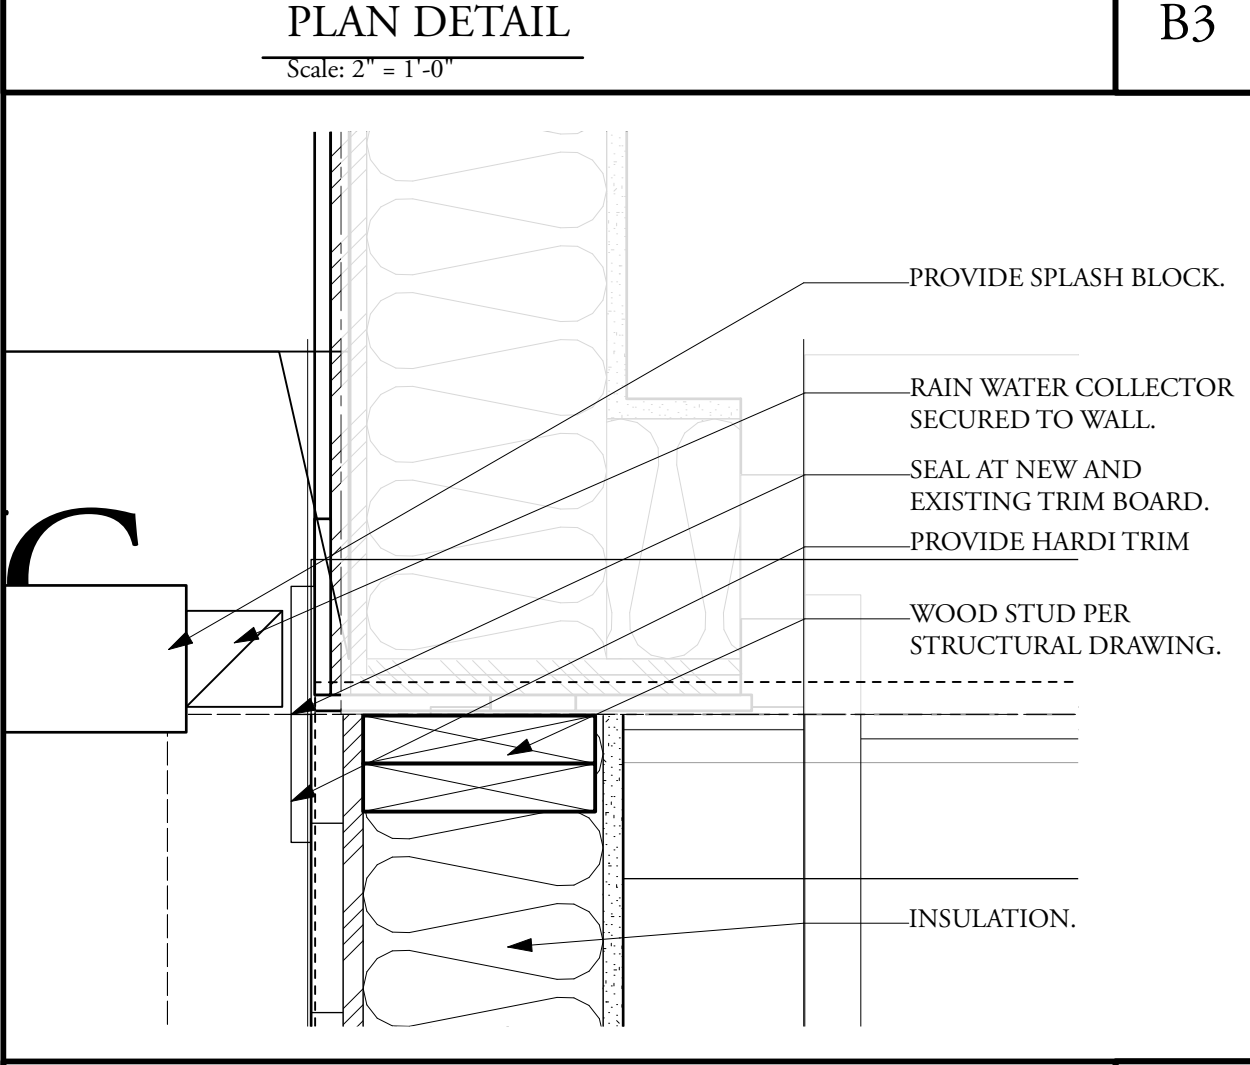 PLAN DETAIL
B3
Scale: 2" = 1'-0"
PROVIDE SPLASH BLOCK.
RAIN WATER COLLECTOR
SECURED TO WALL.
SEAL AT NEW AND
EXISTING TRIM BOARD.
PROVIDE HARDI TRIM
WOOD STUD PER
STRUCTURAL DRAWING.
INSULATION.